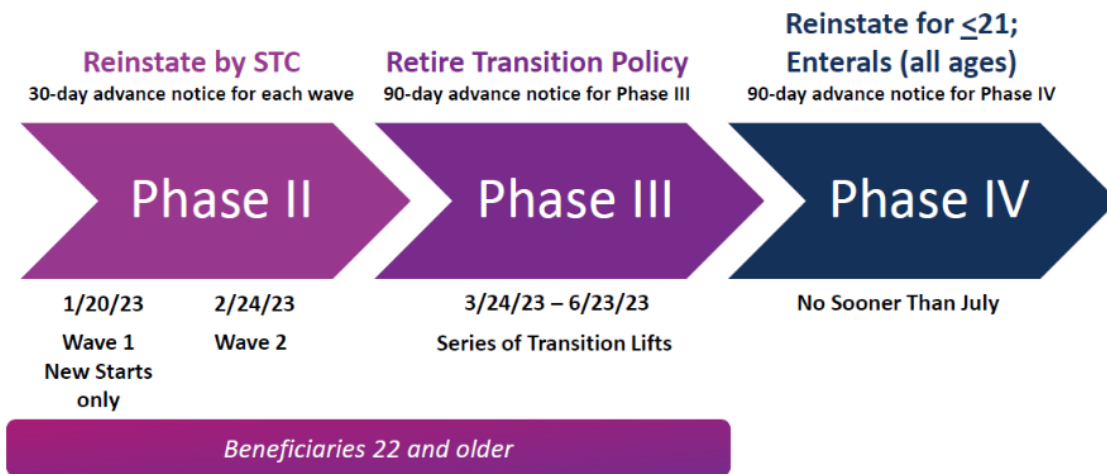 Reinstate by STC
30-day advance notice for each wave
Phase II
1/20/23
Wave 1
New Starts
only
2/24/23
Wave 2
Retire Transition Policy
90-day advance notice for Phase III
Phase III
3/24/23 – 6/23/23
Series of Transition Lifts
Reinstate for <21;
Enterals (all ages)
90-day advance notice for Phase IV
Phase IV
No Sooner Than July
Beneficiaries 22 and older